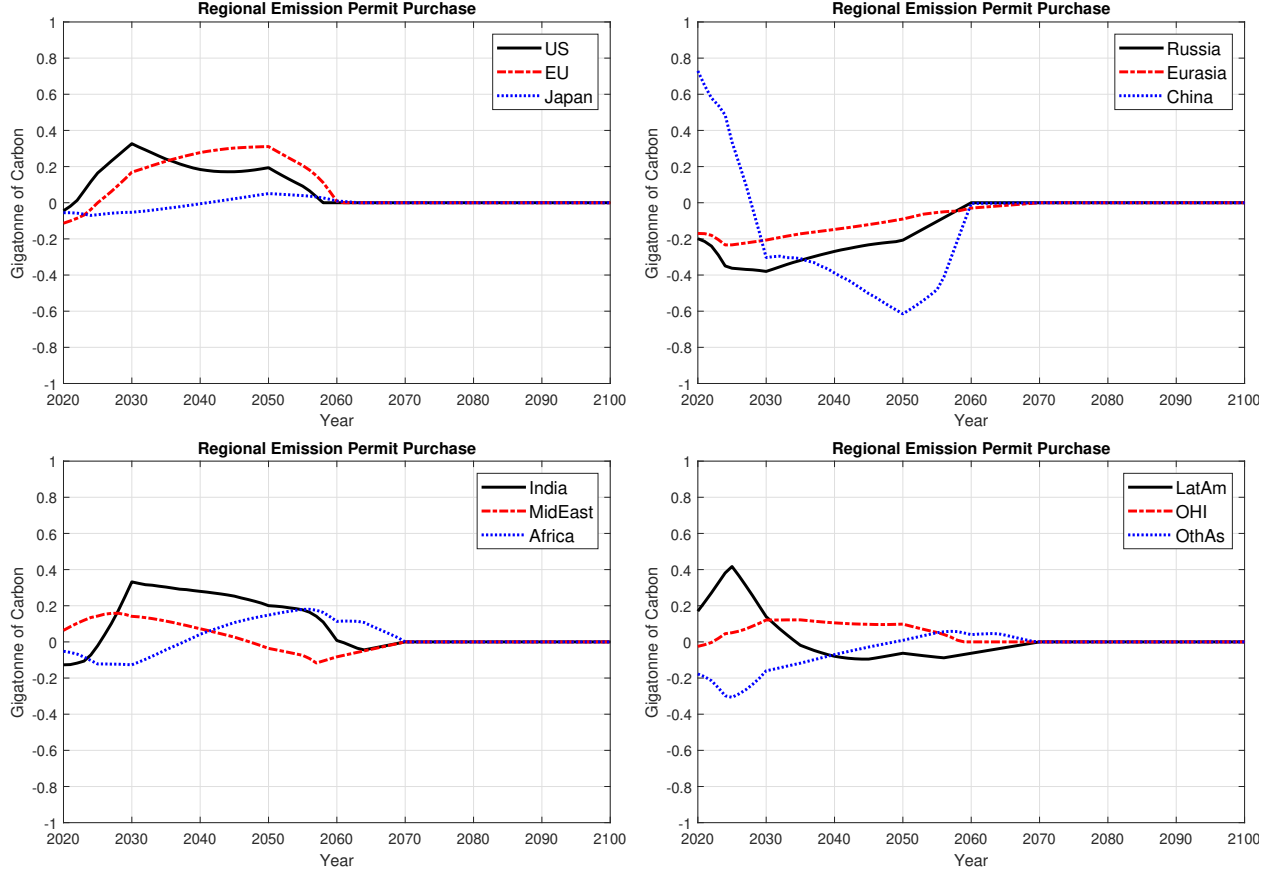 Regional Emission Permit Purchase
1
0.8
0.6
0.4
0.2
0
-0.2
-0.4
-0.6
-0.8
-1
Gigatonne of Carbon
US
EU
Japan
2020 2030 2040 2050 2060 2070 2080 2090 2100
Year
Regional Emission Permit Purchase
1
0.8
0.6
0.4
0.2
0
-0.2
-0.4
-0.6
-0.8
-1
Gigatonne of Carbon
Russia
Eurasia
China
2020 2030 2040 2050 2060 2070 2080 2090 2100
Year
Regional Emission Permit Purchase
1
0.8
0.6
0.4
0.2
0
-0.2
-0.4
-0.6
-0.8
-1
Gigatonne of Carbon
India
MidEast
Africa
2020 2030 2040 2050 2060 2070 2080 2090 2100
Year
Regional Emission Permit Purchase
1
0.8
0.6
0.4
0.2
0
-0.2
-0.4
-0.6
-0.8
-1
Gigatonne of Carbon
LatAm
OHI
OthAs
2020 2030 2040 2050 2060 2070 2080 2090 2100
Year